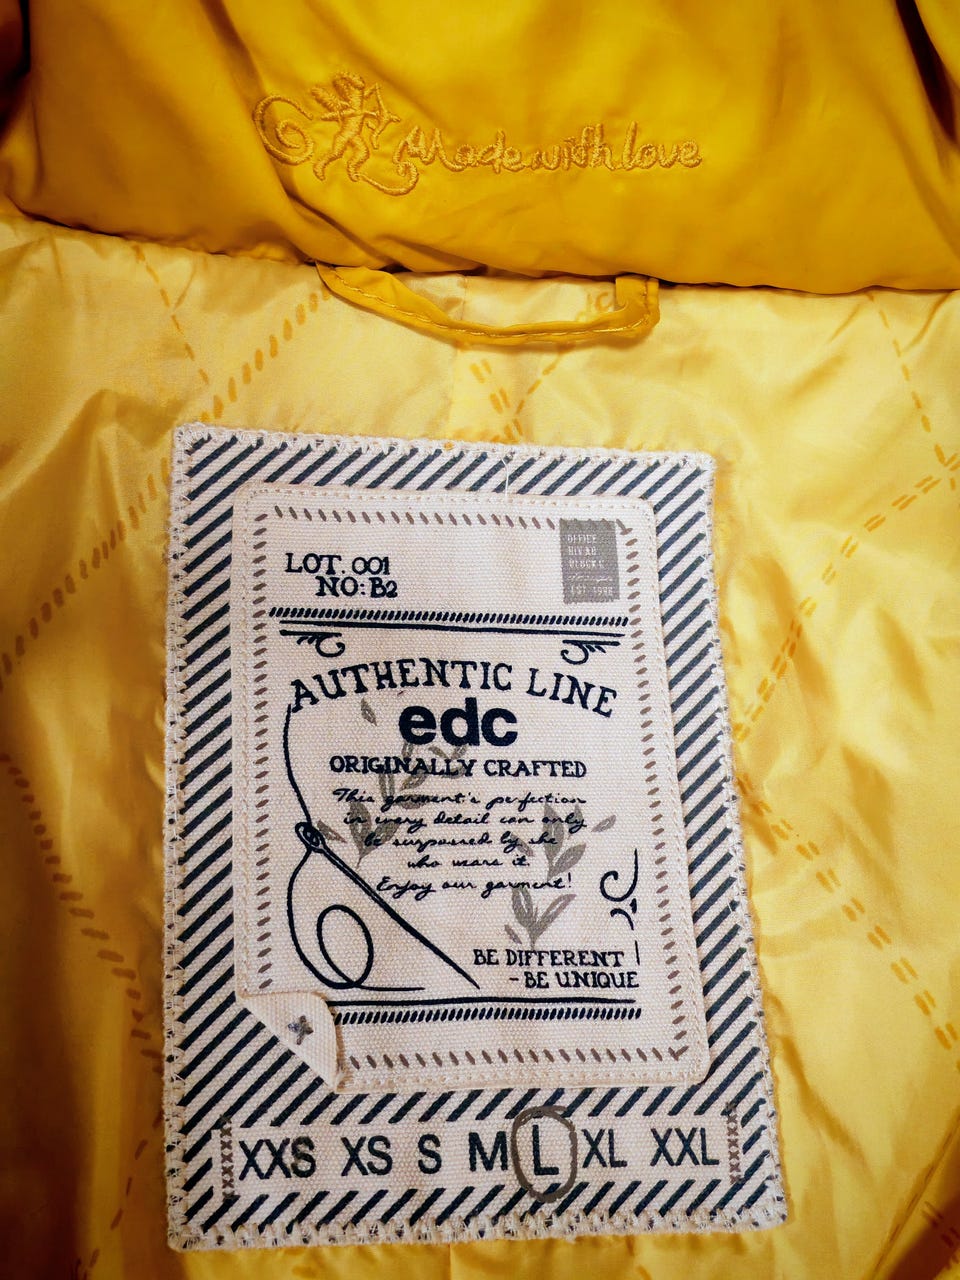 Made with love
LOT. 001
NO: B2
OFFICE
AUTHENTIC LINE
edc
ORIGINALLY CRAFTED
This garment's perfection
in every detail can only
be surpassed by she
who wears it.
Enjoy our garment!
BE DIFFERENT
- BE UNIQUE
XXS XS S M L XL XXL